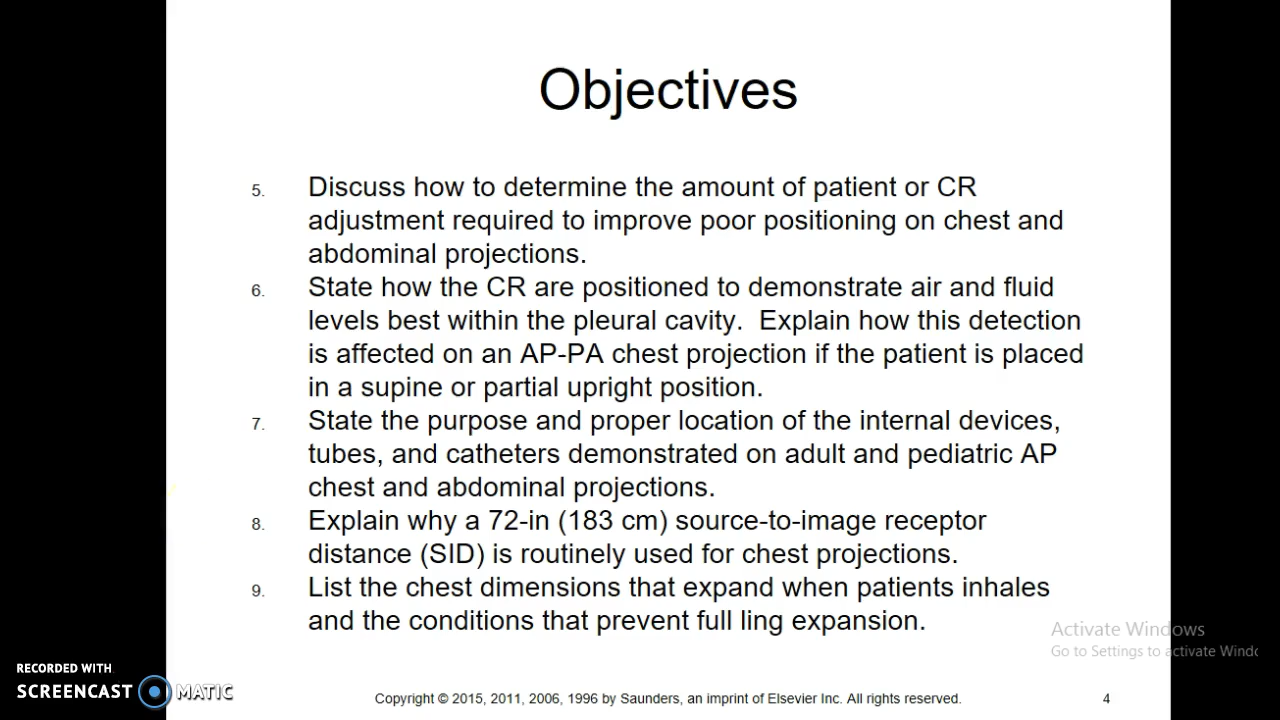 Objectives
5. Discuss how to determine the amount of patient or CR
adjustment required to improve poor positioning on chest and
abdominal projections.
6. State how the CR are positioned to demonstrate air and fluid
levels best within the pleural cavity. Explain how this detection
is affected on an AP-PA chest projection if the patient is placed
in a supine or partial upright position.
7. State the purpose and proper location of the internal devices,
tubes, and catheters demonstrated on adult and pediatric AP
chest and abdominal projections.
8. Explain why a 72-in (183 cm) source-to-image receptor
distance (SID) is routinely used for chest projections.
9. List the chest dimensions that expand when patients inhales
and the conditions that prevent full ling expansion.
Activate Windows
Go to Settings to activate Windo
RECORDED WITH
SCREENCAST MATIC
Copyright © 2015, 2011, 2006, 1996 by Saunders, an imprint of Elsevier Inc. All rights reserved.
4